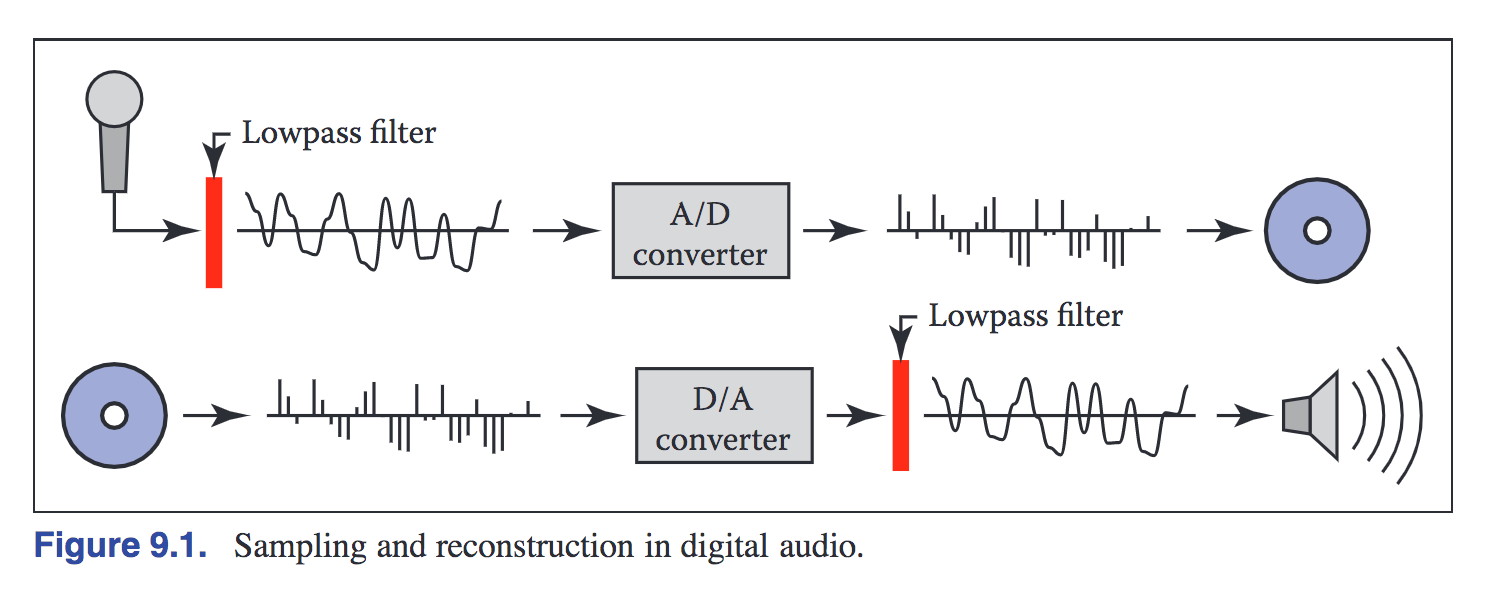 Lowpass filter
A/D
converter
Lowpass filter
D/A
converter
Figure 9.1. Sampling and reconstruction in digital audio.